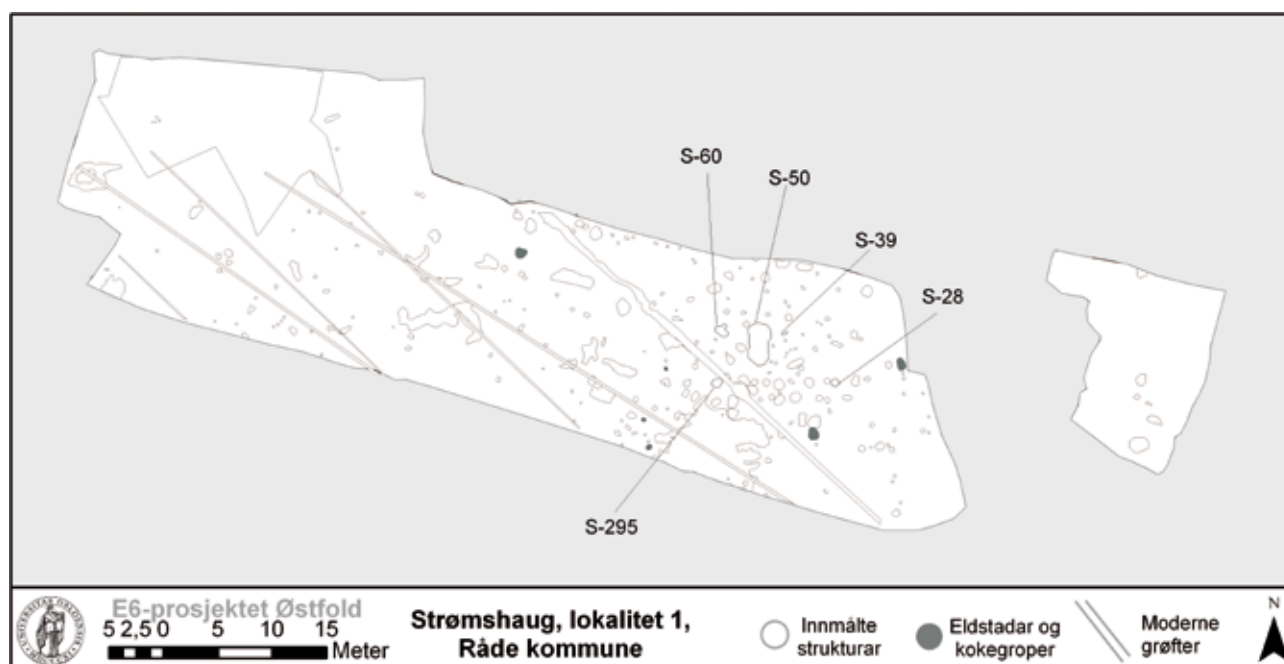 S-60
S-50
S-39
S-28
S-295
E6-prosjektet Østfold
5 2,5 0 5 10 15
Meter
Strømshaug, lokalitet 1,
Råde kommune
Innmålte
strukturar
Eldstadar og
kokegroper
Moderne
grøfter
N